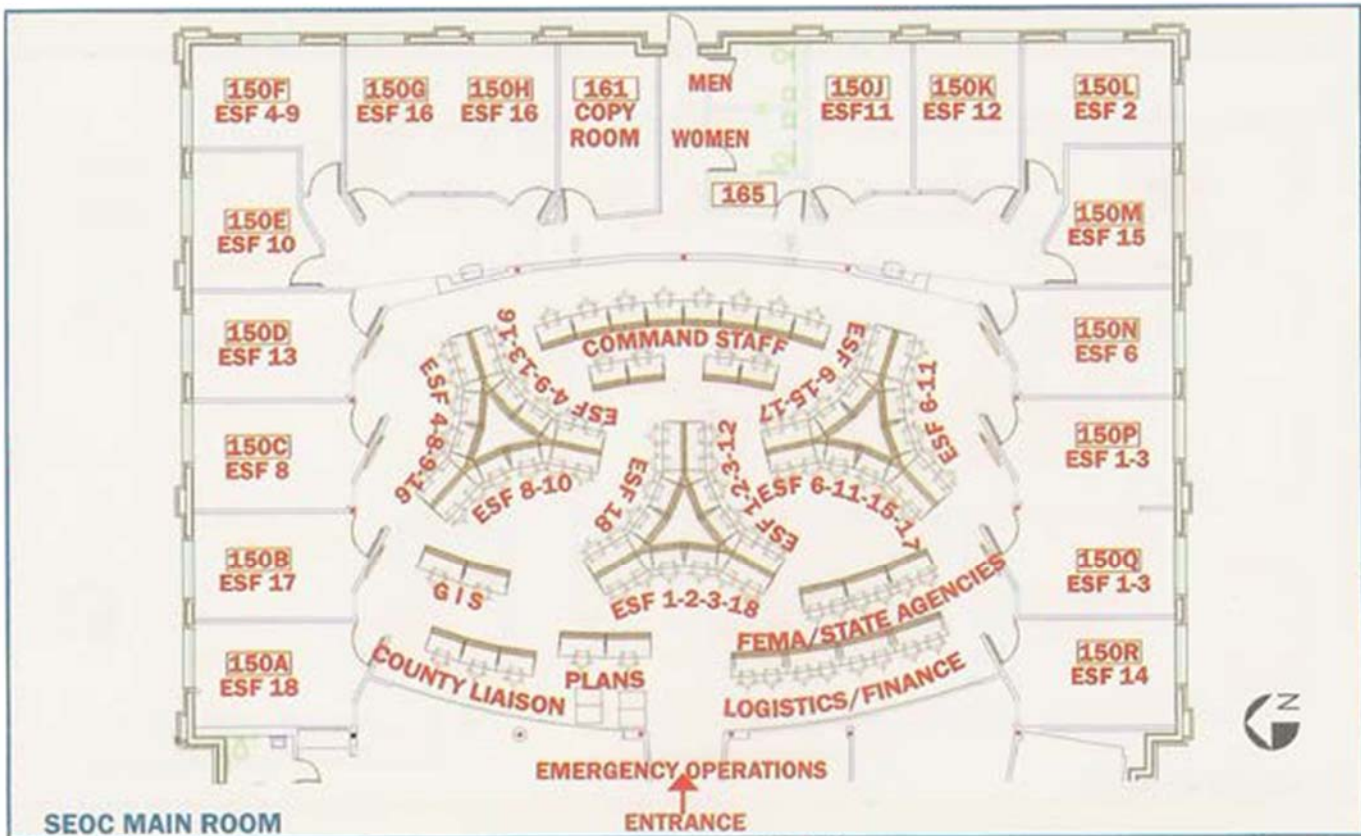 150F
ESF 4-9
150G
ESF 16
150H
ESF 16
161
COPY
ROOM
MEN
WOMEN
165
150J
ESF11
150K
ESF 12
150L
ESF 2
150E
ESF 10
150M
ESF 15
150D
ESF 13
150N
ESF 6
150C
ESF 8
150P
ESF 1-3
150B
ESF 17
150Q
ESF 1-3
150A
ESF 18
150R
ESF 14
COMMAND STAFF
ESF 4-9-13-16
ESF 4-8-9-16
ESF 8-10
ESF 6-15-17
ESF 6-11
ESF 6-11-15-17
ESF 18
ESF 1-2-3-12
ESF 1-2-3-18
GIS
FEMA/STATE AGENCIES
COUNTY LIAISON
PLANS
LOGISTICS/FINANCE
N
EMERGENCY OPERATIONS
ENTRANCE
SEOC MAIN ROOM